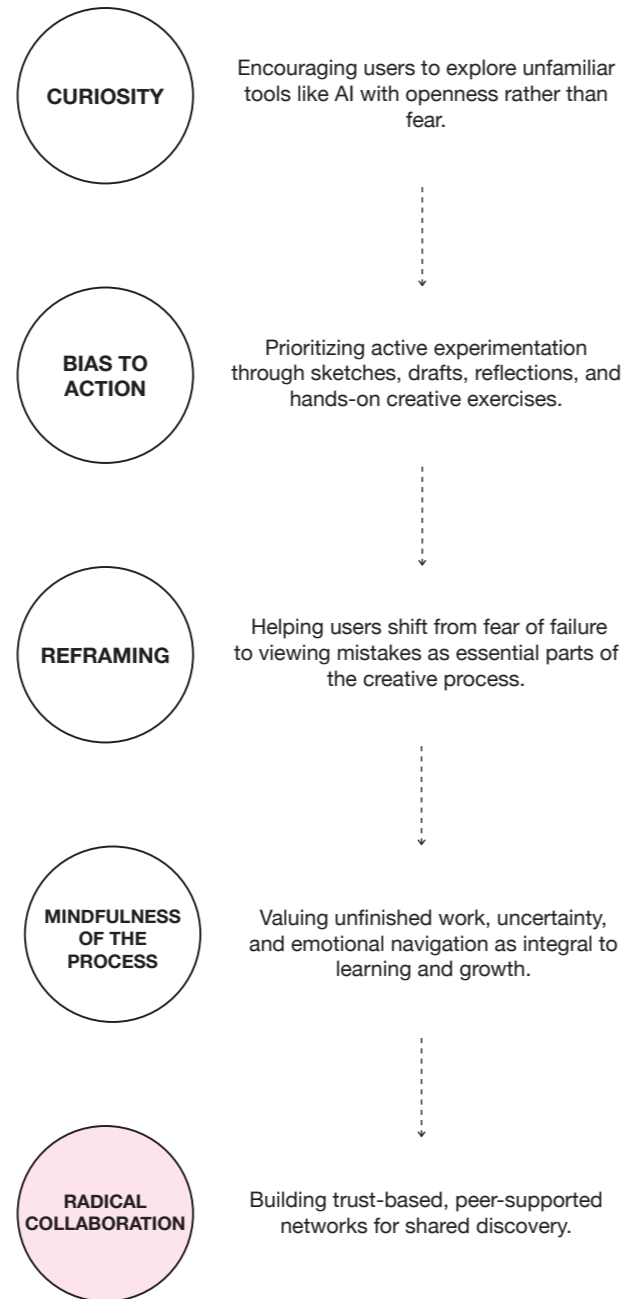 CURIOSITY
Encouraging users to explore unfamiliar
tools like AI with openness rather than
fear.
BIAS TO
ACTION
Prioritizing active experimentation
through sketches, drafts, reflections, and
hands-on creative exercises.
REFRAMING
Helping users shift from fear of failure
to viewing mistakes as essential parts of
the creative process.
MINDFULNESS
OF THE
PROCESS
Valuing unfinished work, uncertainty,
and emotional navigation as integral to
learning and growth.
RADICAL
COLLABORATION
Building trust-based, peer-supported
networks for shared discovery.